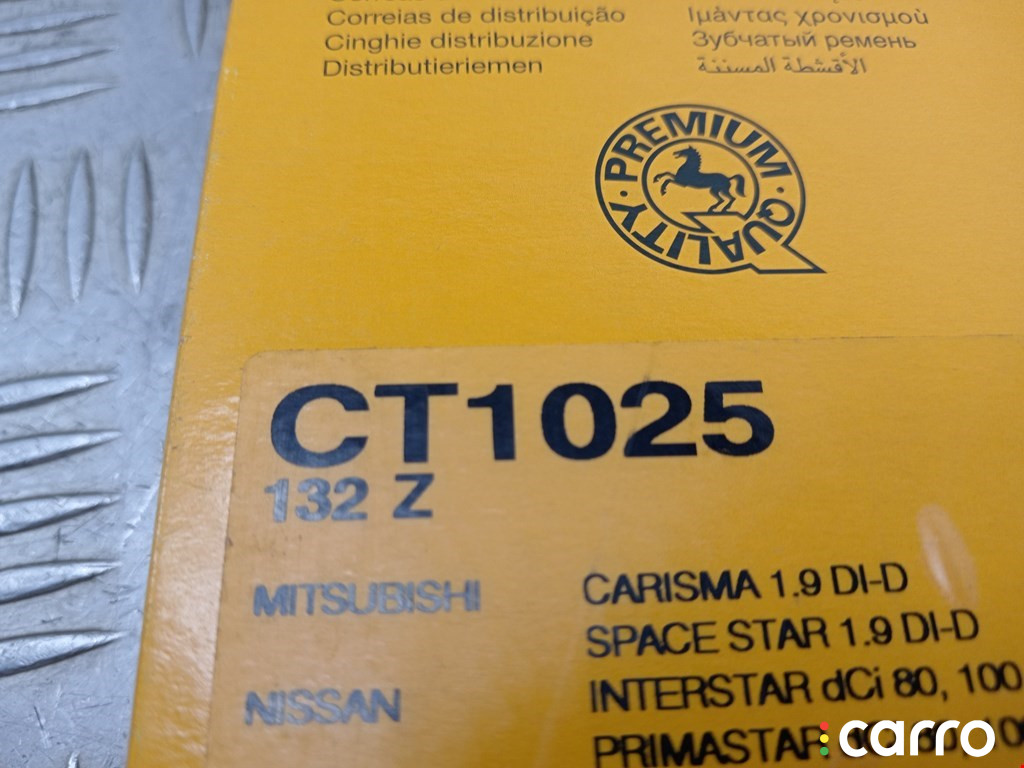 Correias de distribuição
Cinghie distribuzione
Distributieriemen
Ιμάντας χρονισμού
Зубчатый ремень
الأقشطة المسننة
PREMIUM · QUALITY ·
CT1025
132 Z
MITSUBISHI CARISMA 1.9 DI-D
SPACE STAR 1.9 DI-D
NISSAN INTERSTAR dCi 80, 100,
PRIMASTAR
carro